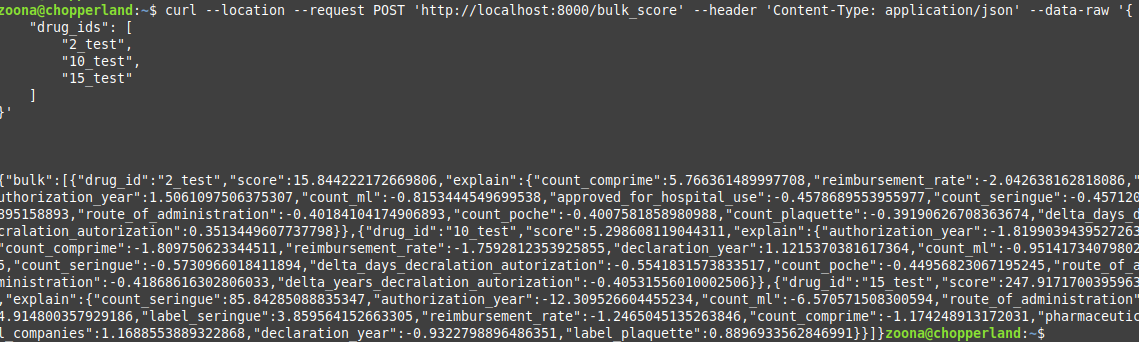 zoona@chopperland:~$ curl --location --request POST 'http://localhost:8000/bulk_score' --header 'Content-Type: application/json' --data-raw '{
"drug_ids": [
"2_test",
"10_test",
"15_test"
]
}'
{"bulk":[{"drug_id":"2_test","score":15.844222172669806,"explain":{"count_comprime":5.766361489997708,"reimbursement_rate":-2.042638162818086,"
uthorization_year":1.5061097506375307,"count_ml":-0.8153444549699538,"approved_for_hospital_use":-0.4578689553955977,"count_seringue":-0.457120
895158893,"route_of_administration":-0.40184104174906893,"count_poche":-0.4007581858980988,"count_plaquette":-0.39190626708363674,"delta_days_d
cralation_autorization":0.3513449607737798}},{"drug_id":"10_test","score":5.298608119044311,"explain":{"authorization_year":-1.8199039439527263
"count_comprime":-1.809750623344511,"reimbursement_rate":-1.7592812353925855,"declaration_year":1.1215370381617364,"count_ml":-0.95141734079802
5,"count_seringue":-0.5730966018411894,"delta_days_decralation_autorization":-0.5541831573833517,"count_poche":-0.44956823067195245,"route_of_a
ministration":-0.41868616302806033,"delta_years_decralation_autorization":-0.40531556010002506}},{"drug_id":"15_test","score":247.9171700395963
,"explain":{"count_seringue":85.84285088835347,"authorization_year":-12.309526604455234,"count_ml":-6.570571508300594,"route_of_administration"
4.914800357929186,"label_seringue":3.859564152663305,"reimbursement_rate":-1.2465045135263846,"count_comprime":-1.174248913172031,"pharmaceutic
l_companies":1.1688553889322868,"declaration_year":-0.9322798896486351,"label_plaquette":0.8896933562846991}}]}zoona@chopperland:~$